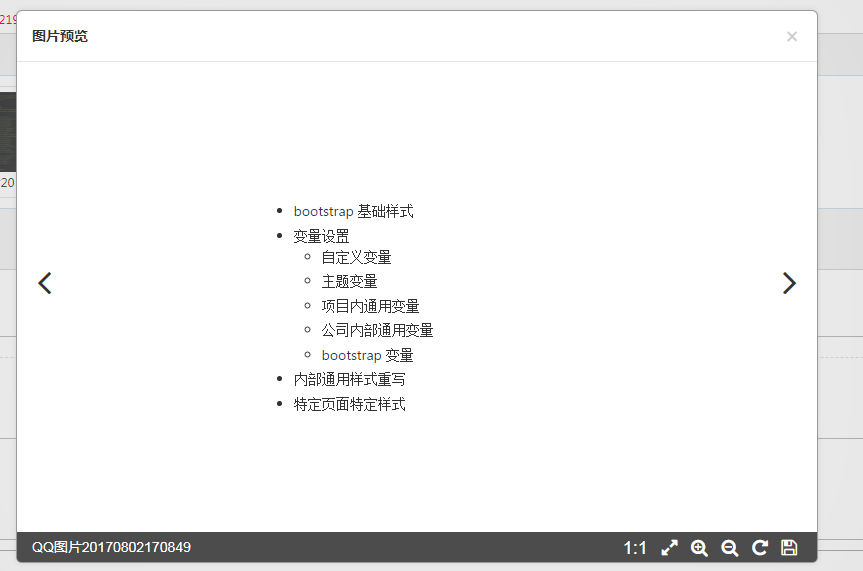 219
图片预览
×
20
bootstrap 基础样式
变量设置
自定义变量
主题变量
项目内通用变量
公司内部通用变量
bootstrap 变量
内部通用样式重写
特定页面特定样式
QQ图片20170802170849
1:1